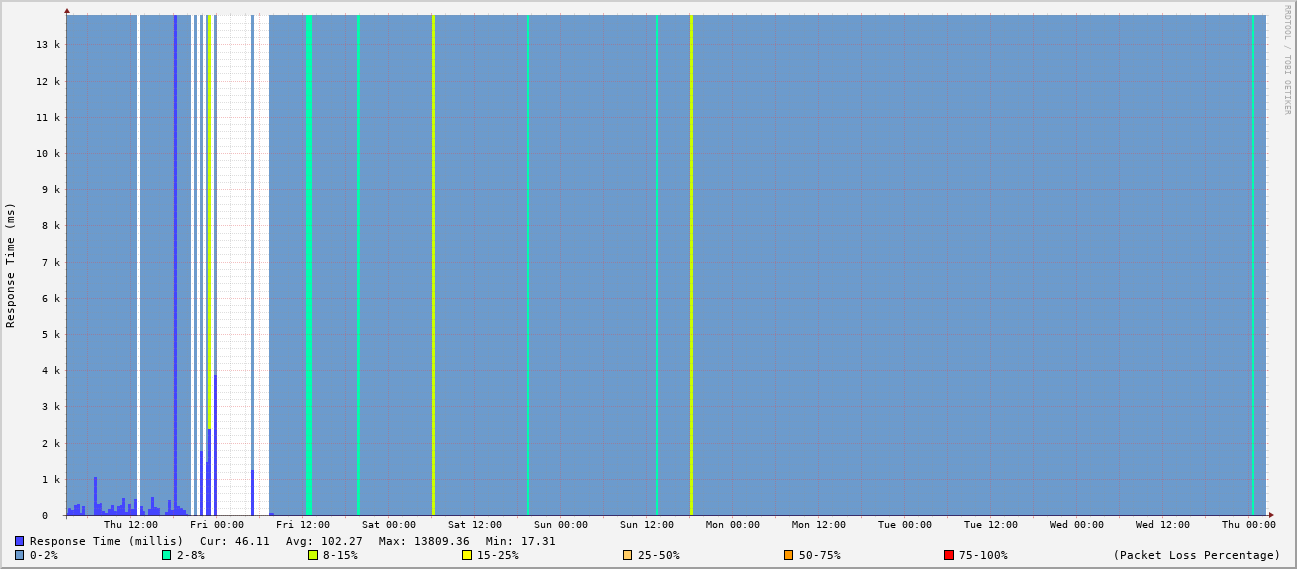 RRDTOOL / TOBI OETIKER
Response Time (ms)
13 k
12 k
11 k
10 k
9 k
8 k
7 k
6 k
5 k
4 k
3 k
2 k
1 k
0
Thu 12:00 Fri 00:00 Fri 12:00 Sat 00:00 Sat 12:00 Sun 00:00 Sun 12:00 Mon 00:00 Mon 12:00 Tue 00:00 Tue 12:00 Wed 00:00 Wed 12:00 Thu 00:00
Response Time (millis) Cur: 46.11 Avg: 102.27 Max: 13809.36 Min: 17.31
0-2% 2-8% 8-15% 15-25% 25-50% 50-75% 75-100% (Packet Loss Percentage)